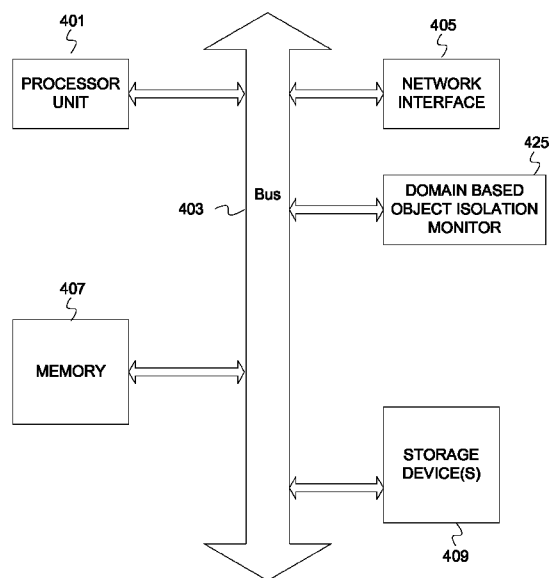 401
PROCESSOR
UNIT
405
NETWORK
INTERFACE
Bus
403
425
DOMAIN BASED
OBJECT ISOLATION
MONITOR
407
MEMORY
STORAGE
DEVICE(S)
409